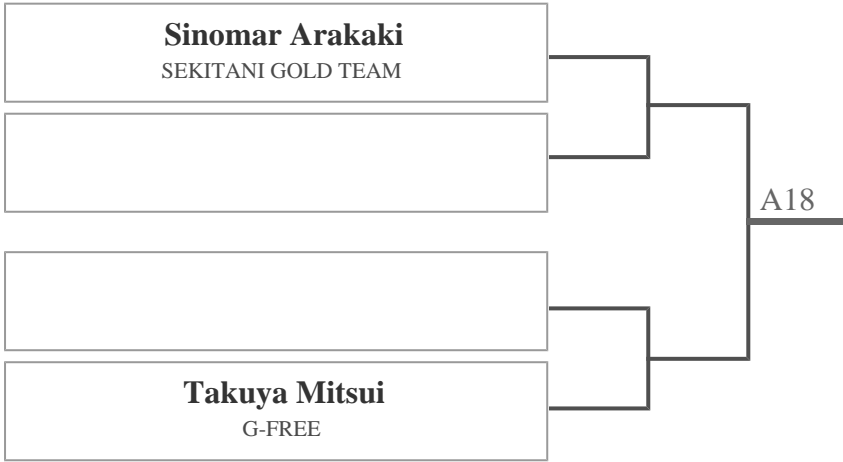 Sinomar Arakaki
SEKITANI GOLD TEAM
A18
Takuya Mitsui
G-FREE